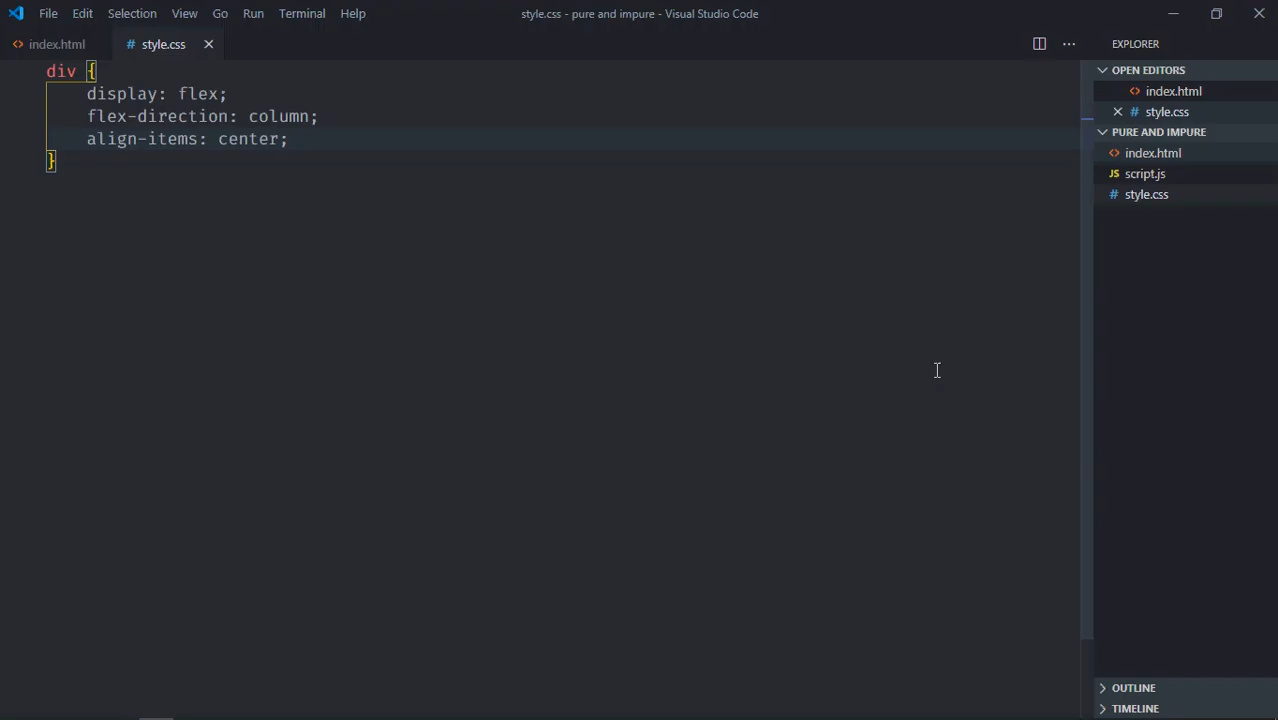 File Edit Selection View Go Run Terminal Help
style.css - pure and impure - Visual Studio Code
index.html
# style.css
EXPLORER
div {
display: flex;
flex-direction: column;
align-items: center;
}
OPEN EDITORS
index.html
# style.css
PURE AND IMPURE
index.html
JS script.js
# style.css
OUTLINE
TIMELINE